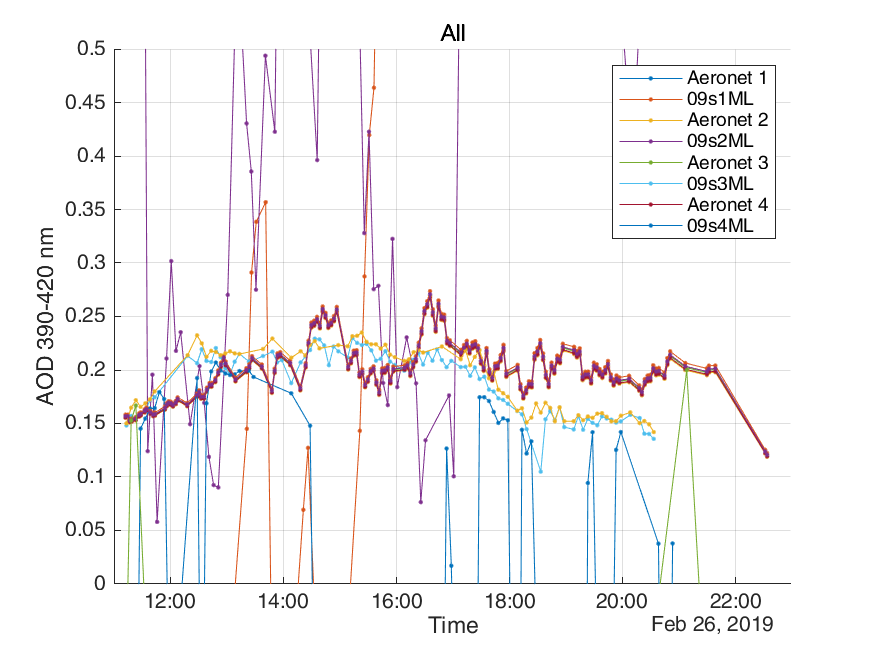 All
0.5
0.45
0.4
0.35
0.3
0.25
0.2
0.15
0.1
0.05
0
AOD 390-420 nm
Aeronet 1
09s1ML
Aeronet 2
09s2ML
Aeronet 3
09s3ML
Aeronet 4
09s4ML
12:00 14:00 16:00 18:00 20:00 22:00
Time
Feb 26, 2019